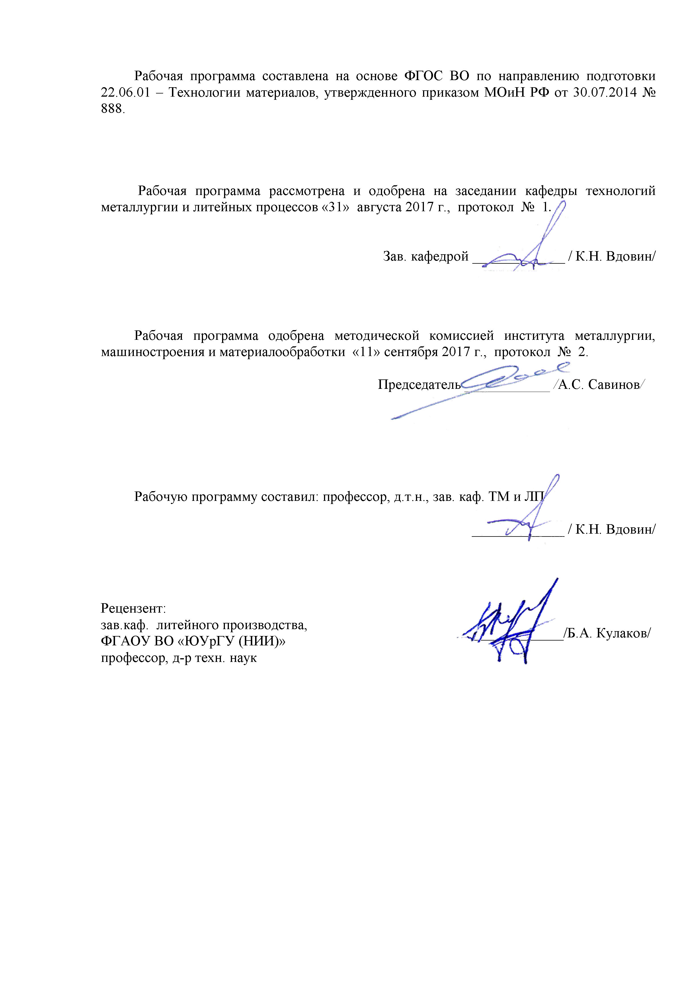 Рабочая программа составлена на основе ФГОС ВО по направлению подготовки
22.06.01 – Технологии материалов, утвержденного приказом МОиН РФ от 30.07.2014 №
888.
Рабочая программа рассмотрена и одобрена на заседании кафедры технологий
металлургии и литейных процессов «31» августа 2017 г., протокол № 1.
Зав. кафедрой _____________ / К.Н. Вдовин/
Рабочая программа одобрена методической комиссией института металлургии,
машиностроения и материалообработки «11» сентября 2017 г., протокол № 2.
Председатель ____________ /А.С. Савинов/
Рабочую программу составил: профессор, д.т.н., зав. каф. ТМ и ЛП
_____________ / К.Н. Вдовин/
Рецензент:
зав.каф. литейного производства,
ФГАОУ ВО «ЮУрГУ (НИИ)» _____________/Б.А. Кулаков/
профессор, д-р техн. наук